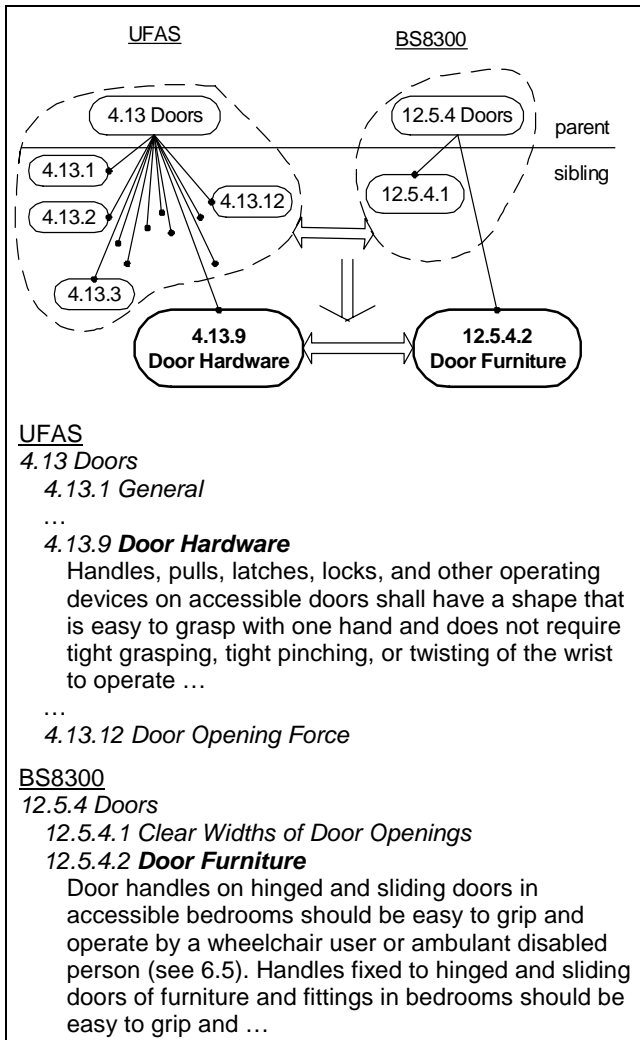 UFAS
BS8300
4.13 Doors
12.5.4 Doors
parent
sibling
4.13.1
4.13.2
4.13.3
4.13.12
12.5.4.1
4.13.9
Door Hardware
12.5.4.2
Door Furniture
UFAS
4.13 Doors
4.13.1 General
…
4.13.9 Door Hardware
Handles, pulls, latches, locks, and other operating
devices on accessible doors shall have a shape that
is easy to grasp with one hand and does not require
tight grasping, tight pinching, or twisting of the wrist
to operate …
…
4.13.12 Door Opening Force
BS8300
12.5.4 Doors
12.5.4.1 Clear Widths of Door Openings
12.5.4.2 Door Furniture
Door handles on hinged and sliding doors in
accessible bedrooms should be easy to grip and
operate by a wheelchair user or ambulant disabled
person (see 6.5). Handles fixed to hinged and sliding
doors of furniture and fittings in bedrooms should be
easy to grip and …